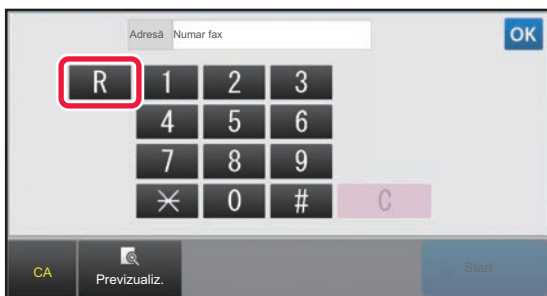 Adresă Numar fax OK
R 1 2 3
4 5 6
7 8 9
* 0 # C
CA Previzualiz. Start